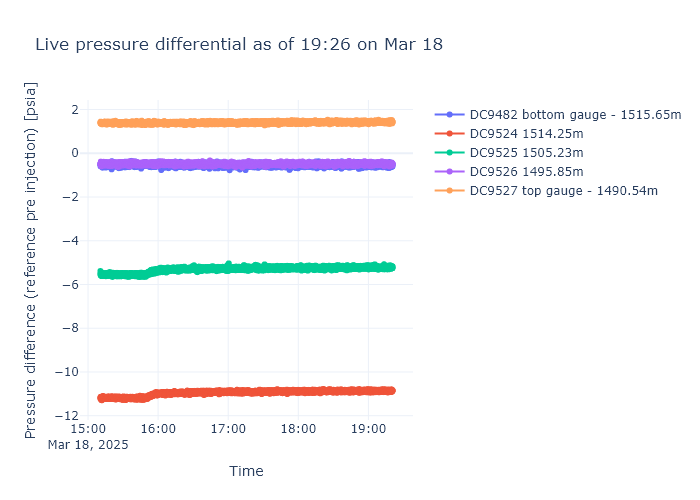 Live pressure differential as of 19:26 on Mar 18
Pressure difference (reference pre injection) [psia]
2
0
−2
−4
−6
−8
−10
−12
15:00
16:00
17:00
18:00
19:00
Mar 18, 2025
Time
DC9482 bottom gauge - 1515.65m
DC9524 1514.25m
DC9525 1505.23m
DC9526 1495.85m
DC9527 top gauge - 1490.54m